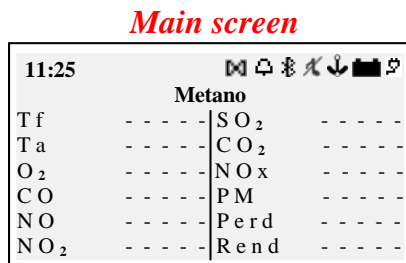 Main screen
11:25
Metano
Tf - - - - - SO₂ - - - - -
Ta - - - - - CO₂ - - - - -
O₂ - - - - - NOx - - - - -
CO - - - - - PM - - - - -
NO - - - - - Perd - - - - -
NO₂ - - - - - Rend - - - - -